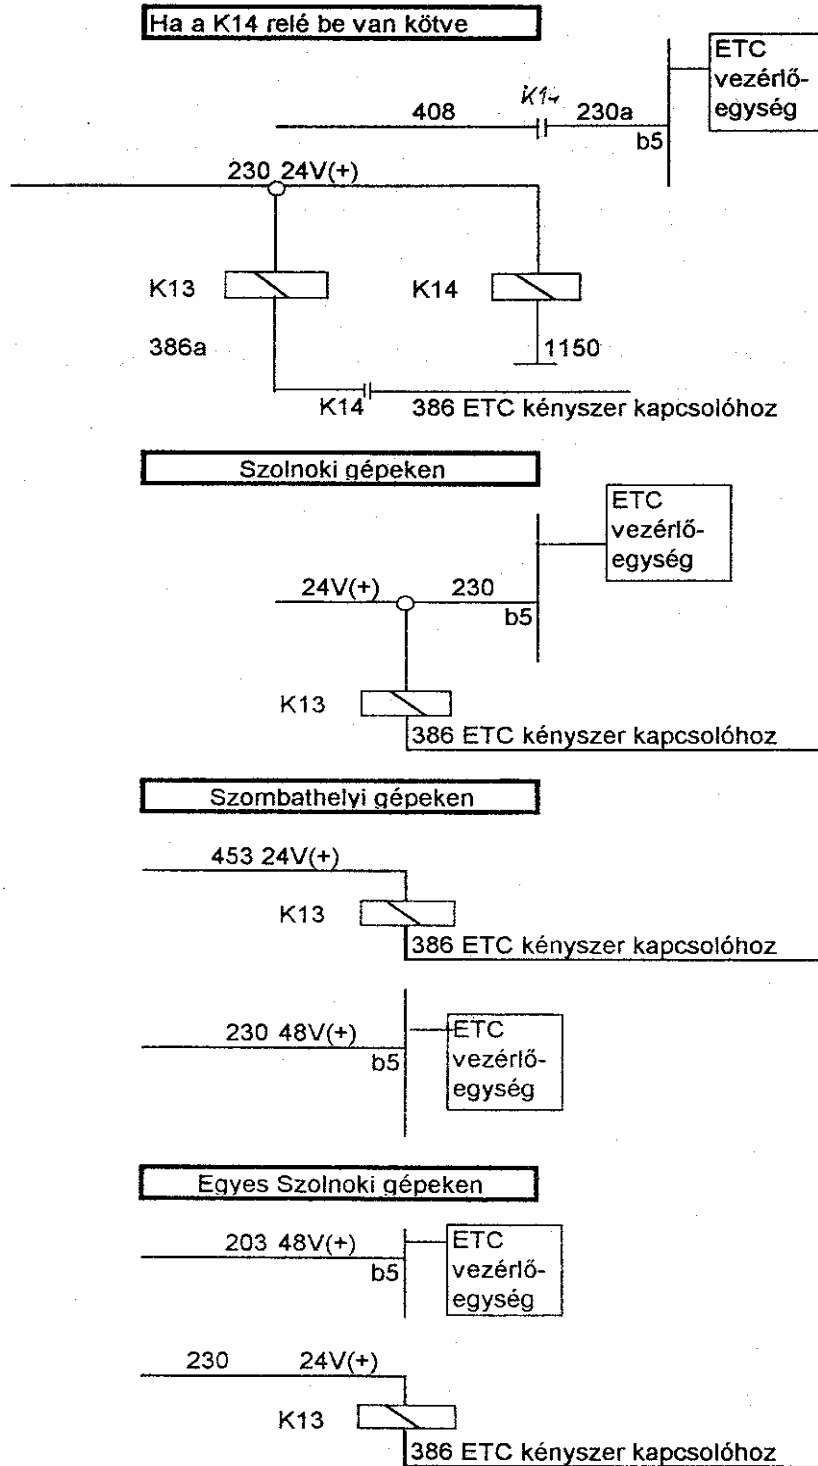 Ha a K14 relé be van kötve
ETC
vezérlő-
egység
K14
408
230a
b5
230 24V(+)
K13
K14
386a
1150
K14
386 ETC kényszer kapcsolóhoz
Szolnoki gépeken
ETC
vezérlő-
egység
24V(+)
230
b5
K13
386 ETC kényszer kapcsolóhoz
Szombathelyi gépeken
453 24V(+)
K13
386 ETC kényszer kapcsolóhoz
230 48V(+)
b5
ETC
vezérlő-
egység
Egyes Szolnoki gépeken
203 48V(+)
b5
ETC
vezérlő-
egység
230 24V(+)
K13
386 ETC kényszer kapcsolóhoz